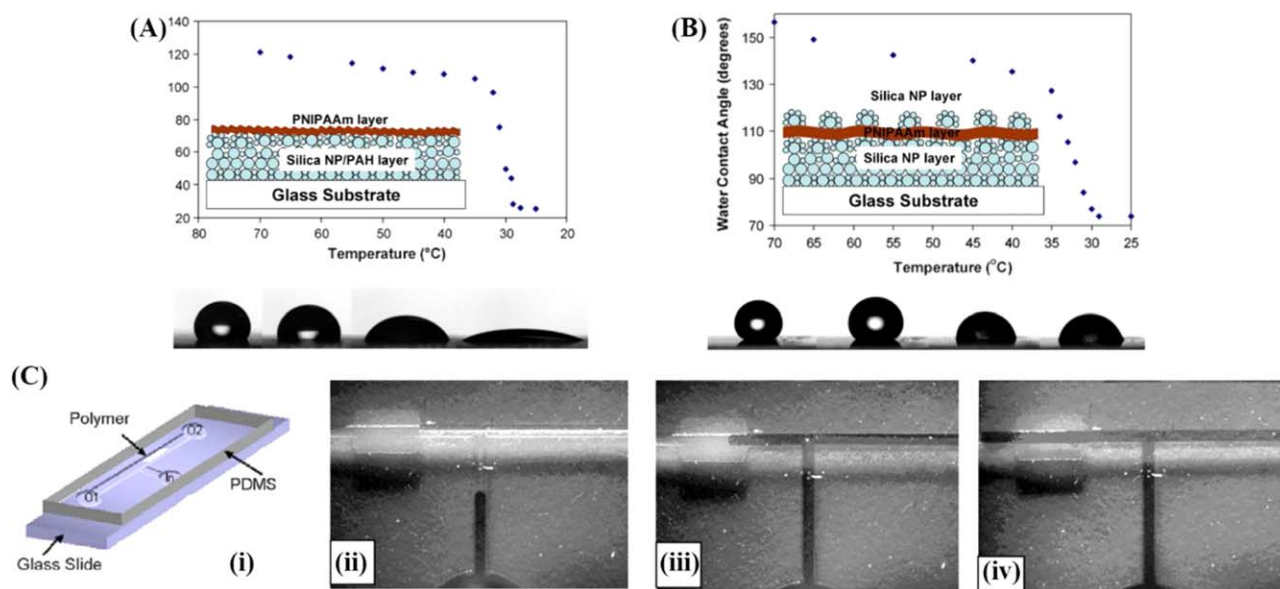 (A)
140
120
100
80
60
40
20
PNIPAAm layer
Silica NP/PAH layer
Glass Substrate
80 70 60 50 40 30 20
Temperature (°C)
(B)
Water Contact Angle (degrees)
150
130
110
90
70
Silica NP layer
PNIPAAm layer
Silica NP layer
Glass Substrate
70 65 60 55 50 45 40 35 30 25
Temperature (°C)
(C)
Polymer
O2
In
O1
PDMS
Glass Slide
(i)
(ii)
(iii)
(iv)